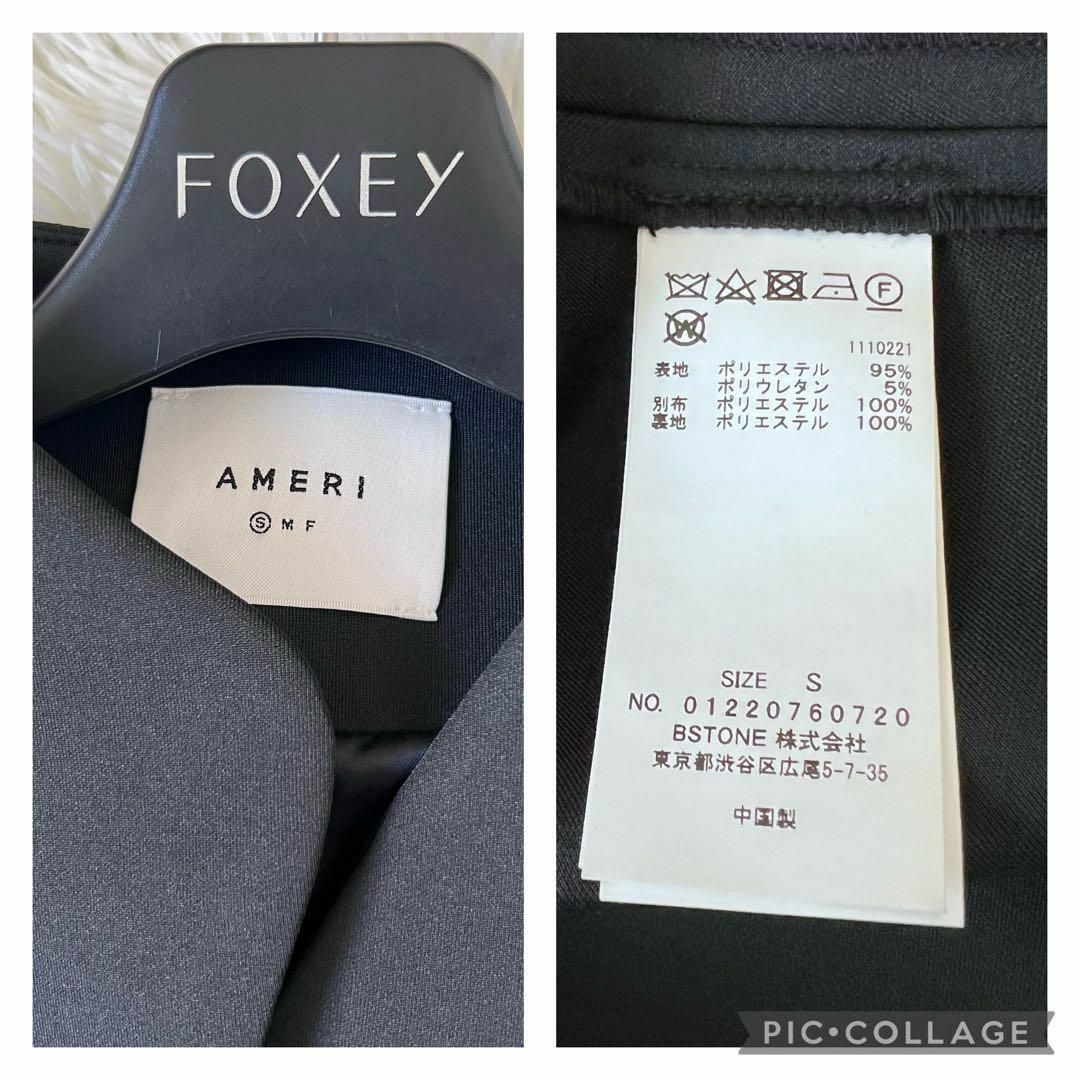 FOXEY
AMERI
Ⓢ M F
Ⓕ
W
1110221
表地 ポリエステル 95%
ポリウレタン 5%
別布 ポリエステル 100%
裏地 ポリエステル 100%
SIZE S
NO. 01220760720
BSTONE 株式会社
東京都渋谷区広尾5-7-35
中国製
PIC•COLLAGE